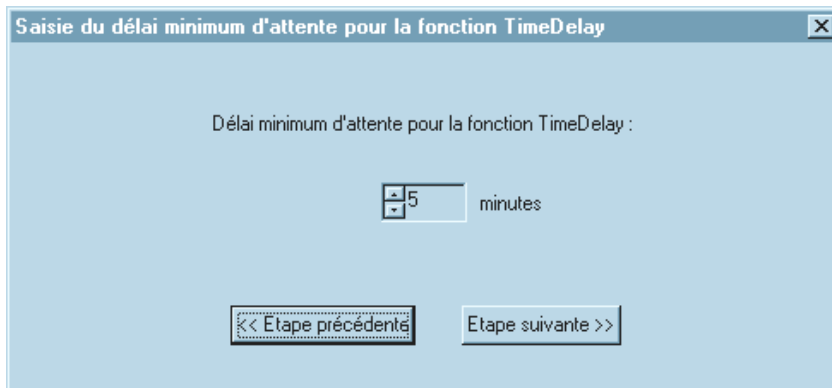 Saisie du délai minimum d'attente pour la fonction TimeDelay
Délai minimum d'attente pour la fonction TimeDelay :
5 minutes
<< Etape précédente Etape suivante >>